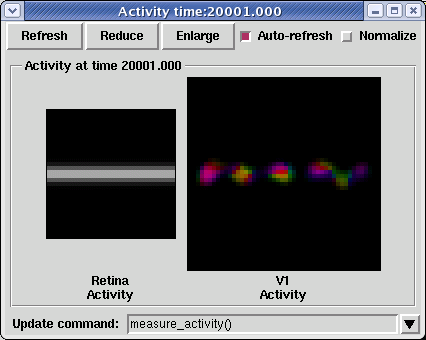 Activity time:20001.000
Refresh Reduce Enlarge Auto-refresh Normalize
Activity at time 20001.000
Retina
Activity
V1
Activity
Update command: measure_activity()